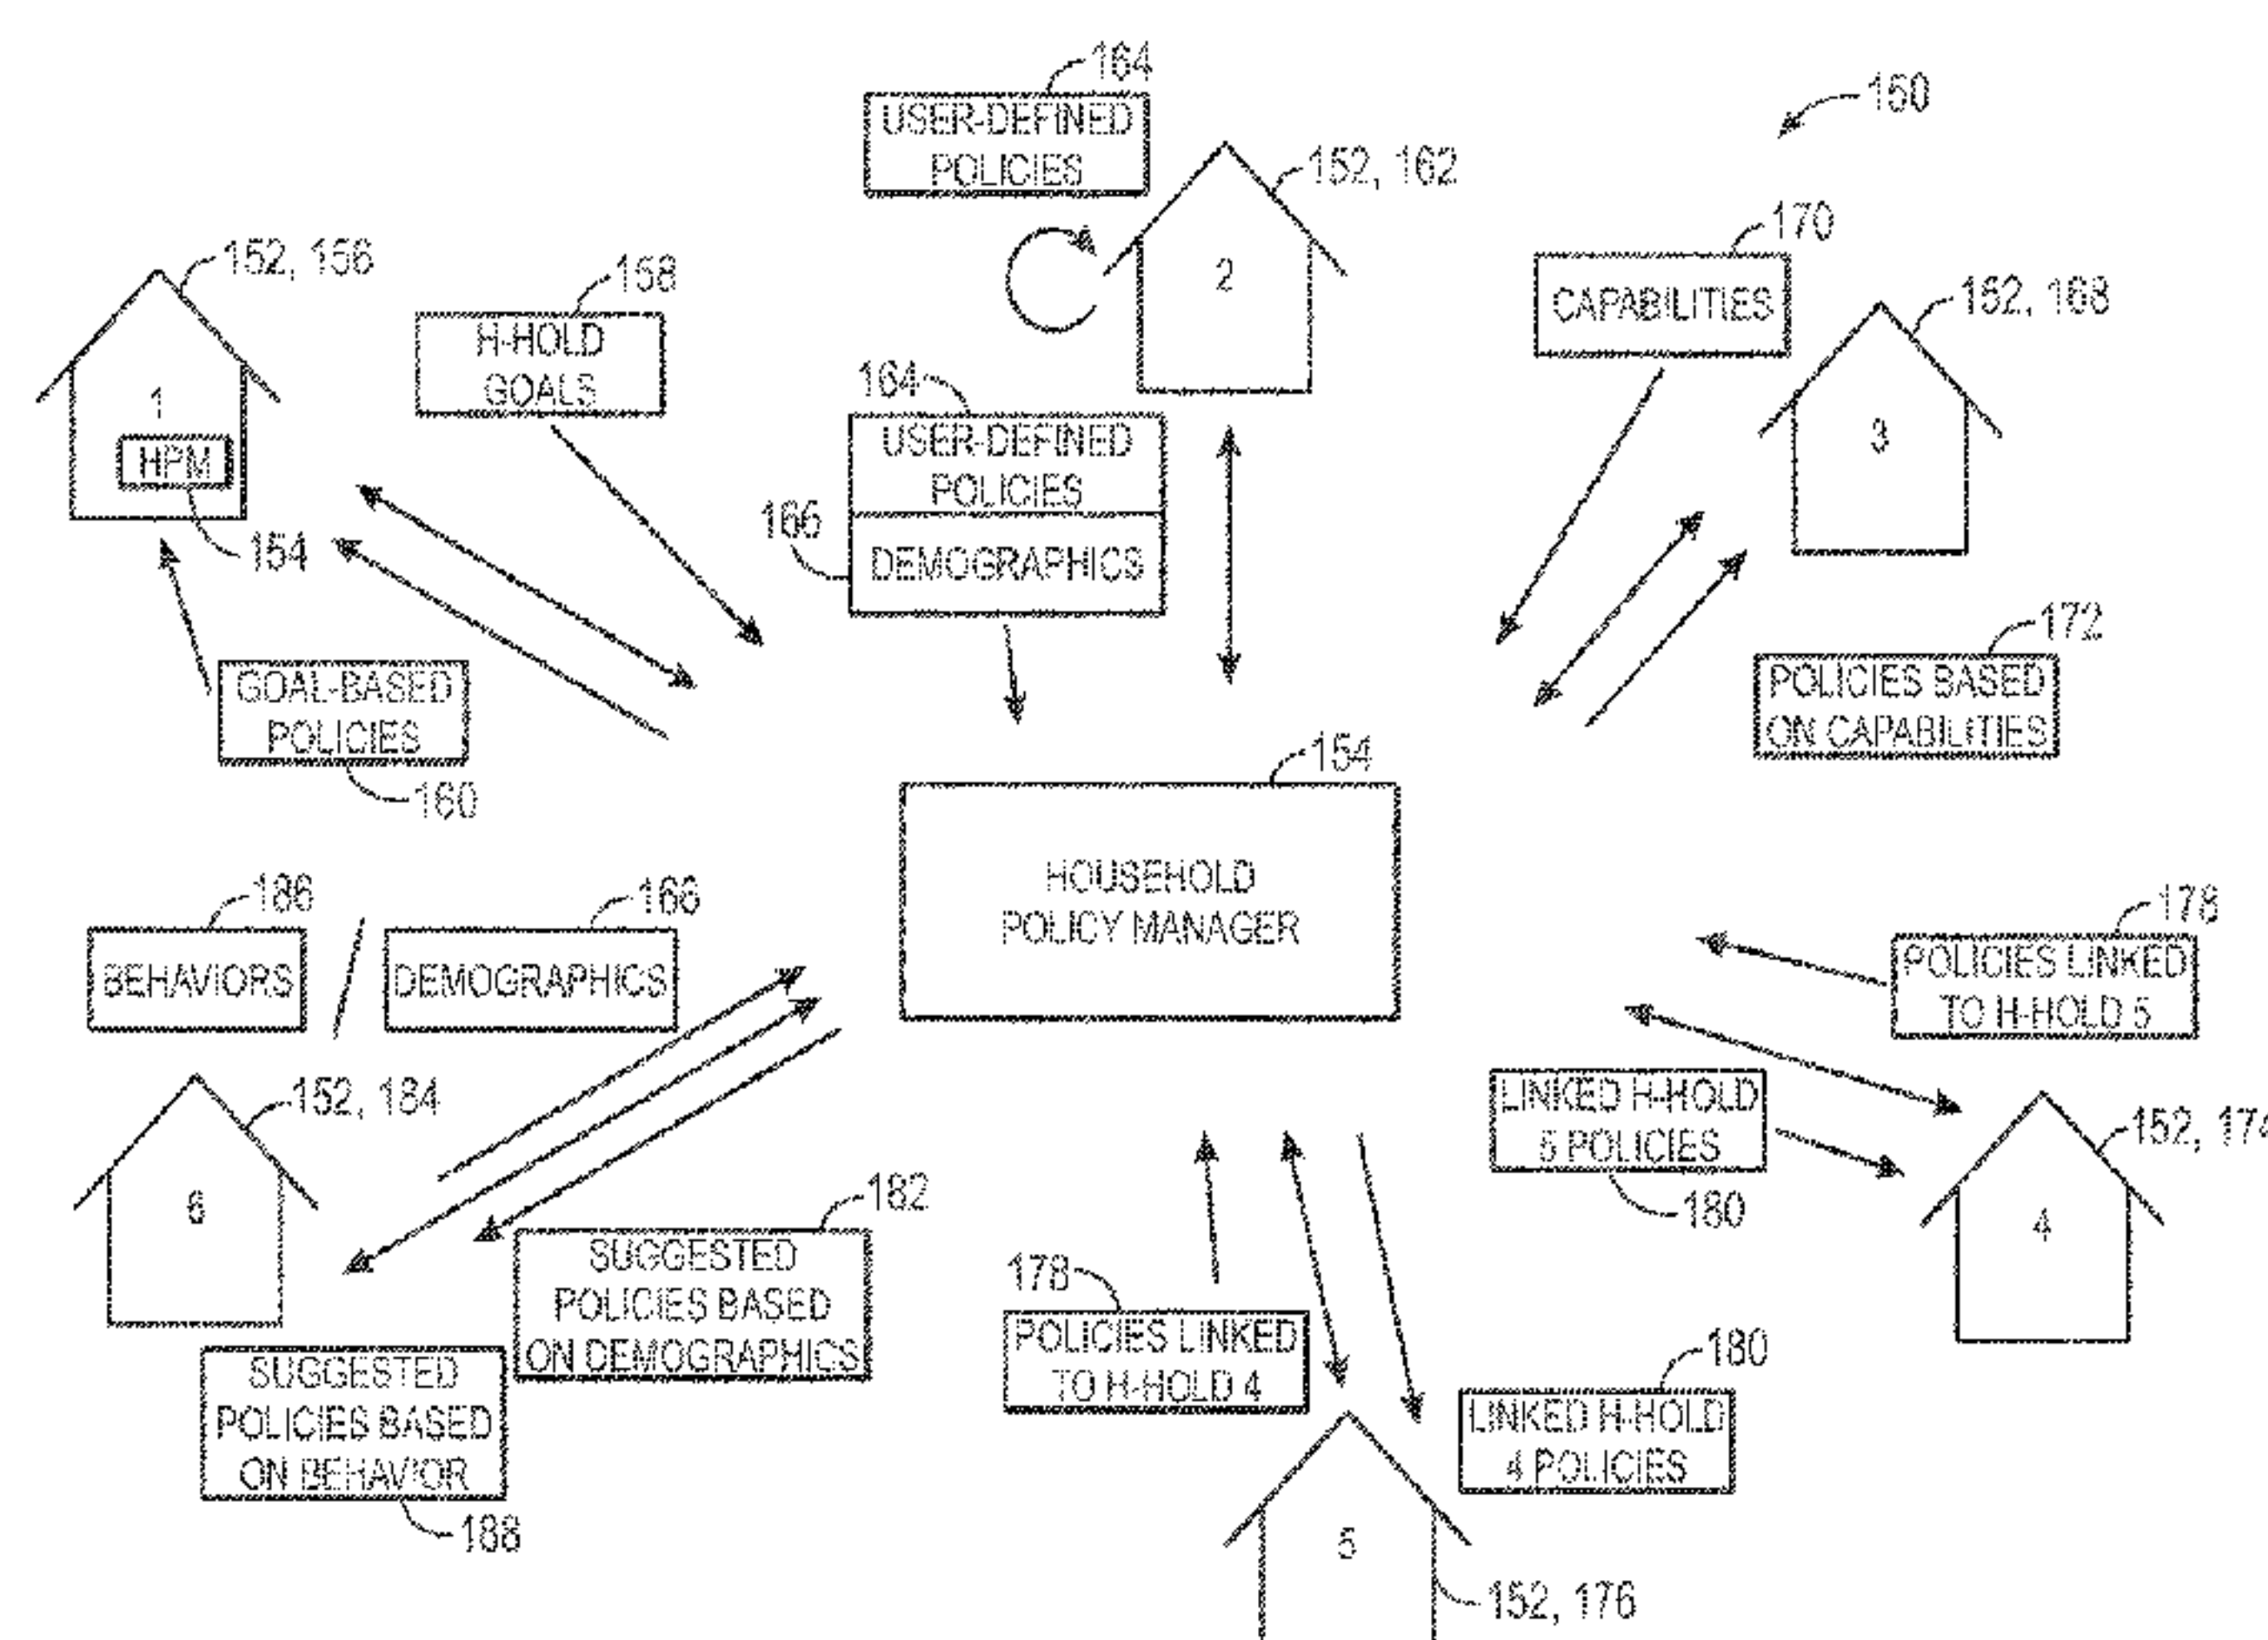 164
USER-DEFINED
POLICIES
160
152, 162
2
170
CAPABILITIES
152, 168
3
152, 156
1
HPM
154
158
H-HOLD
GOALS
164
USER-DEFINED
POLICIES
166
DEMOGRAPHICS
GOAL-BASED
POLICIES
160
172
POLICIES BASED
ON CAPABILITIES
154
HOUSEHOLD
POLICY MANAGER
186
BEHAVIORS
/
166
DEMOGRAPHICS
178
POLICIES LINKED
TO H-HOLD 5
152, 184
6
LINKED H-HOLD
5 POLICIES
180
152, 174
4
182
SUGGESTED
POLICIES BASED
ON DEMOGRAPHICS
SUGGESTED
POLICIES BASED
ON BEHAVIOR
188
178
POLICIES LINKED
TO H-HOLD 4
180
LINKED H-HOLD
4 POLICIES
5
152, 176